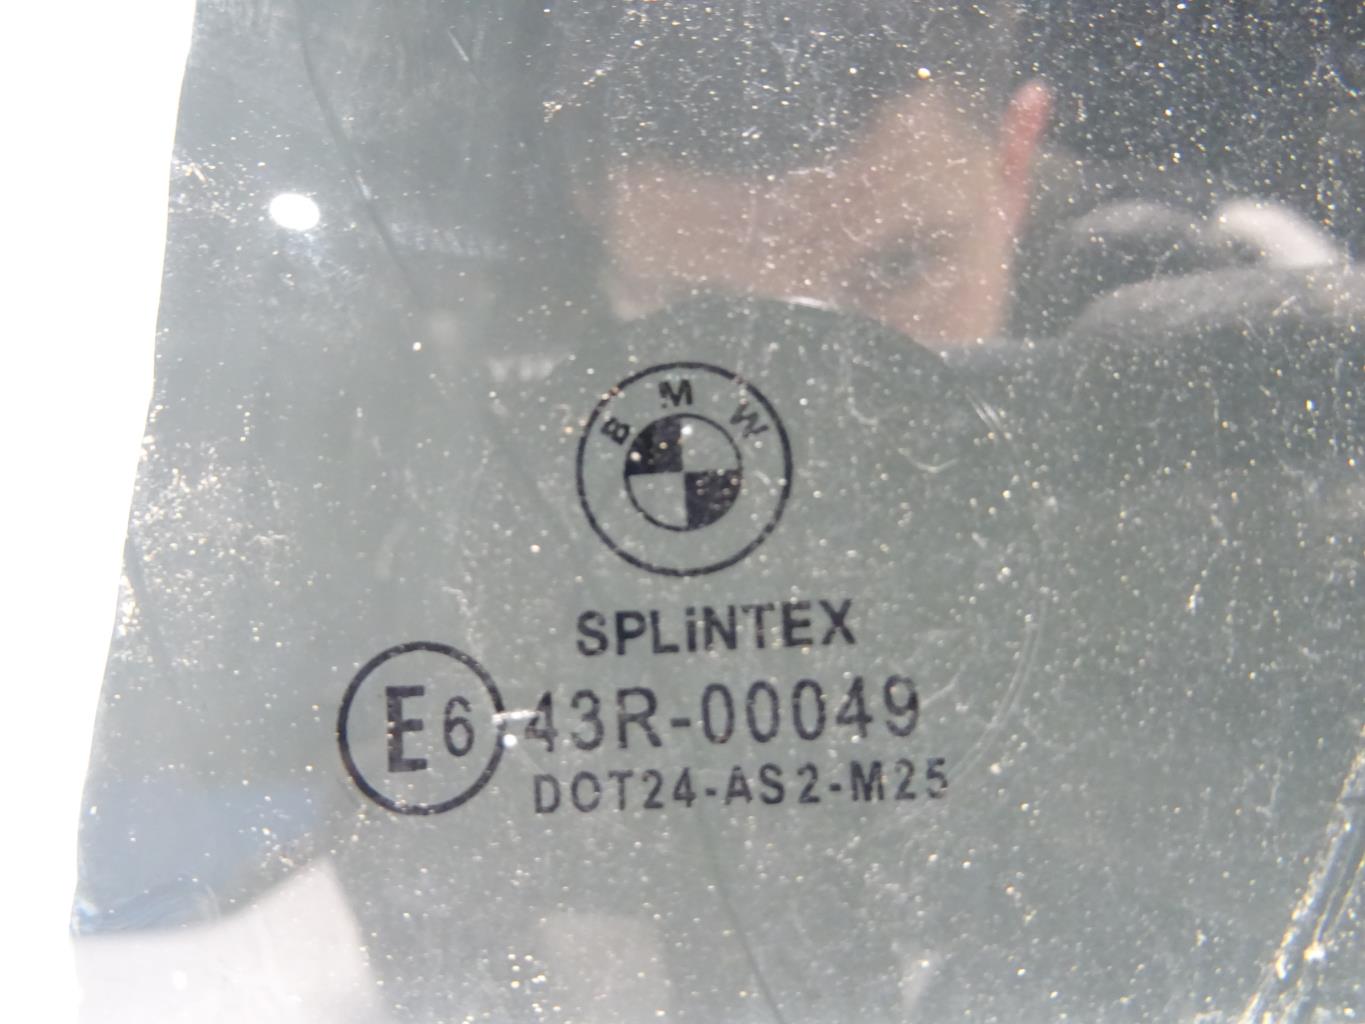 BMW
SPLiNTEX
E6 43R-00049
DOT24-AS2-M25